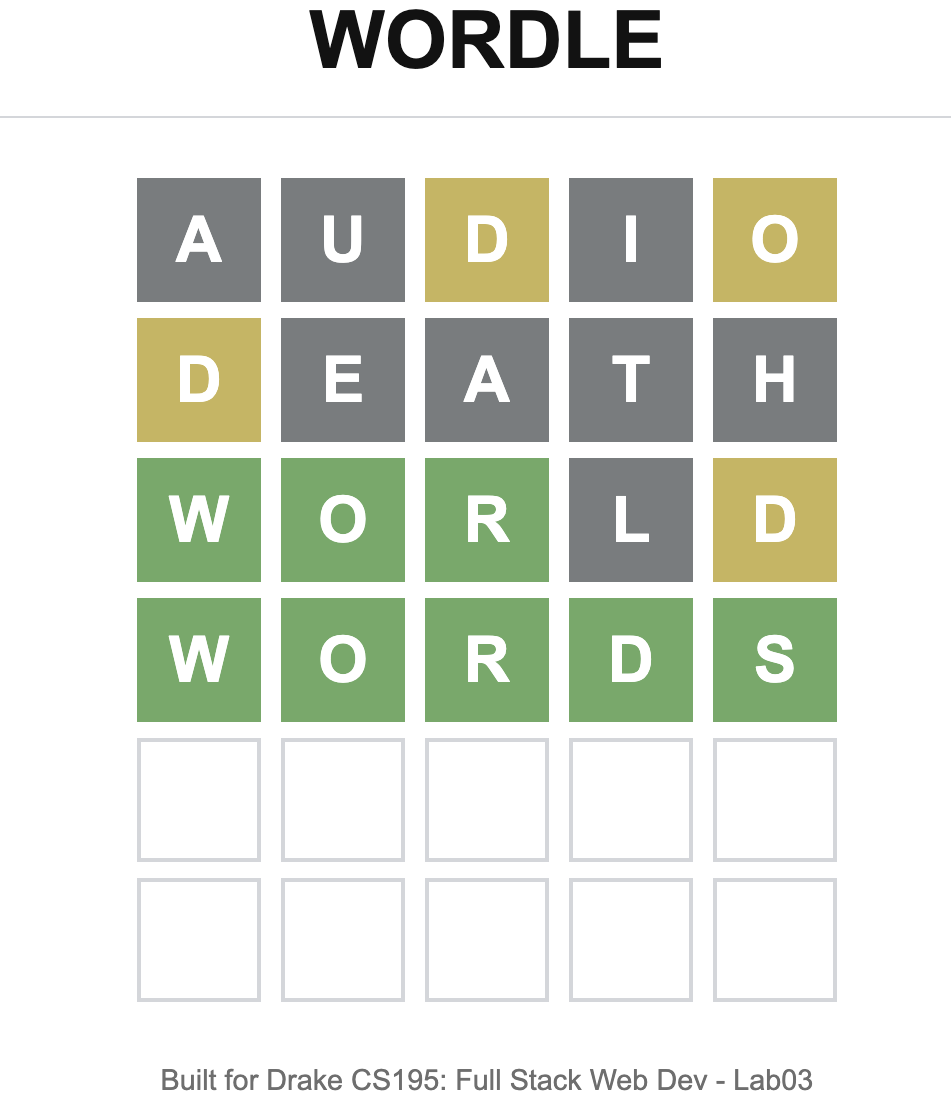 WORDLE
A U D I O
D E A T H
W O R L D
W O R D S
Built for Drake CS195: Full Stack Web Dev - Lab03